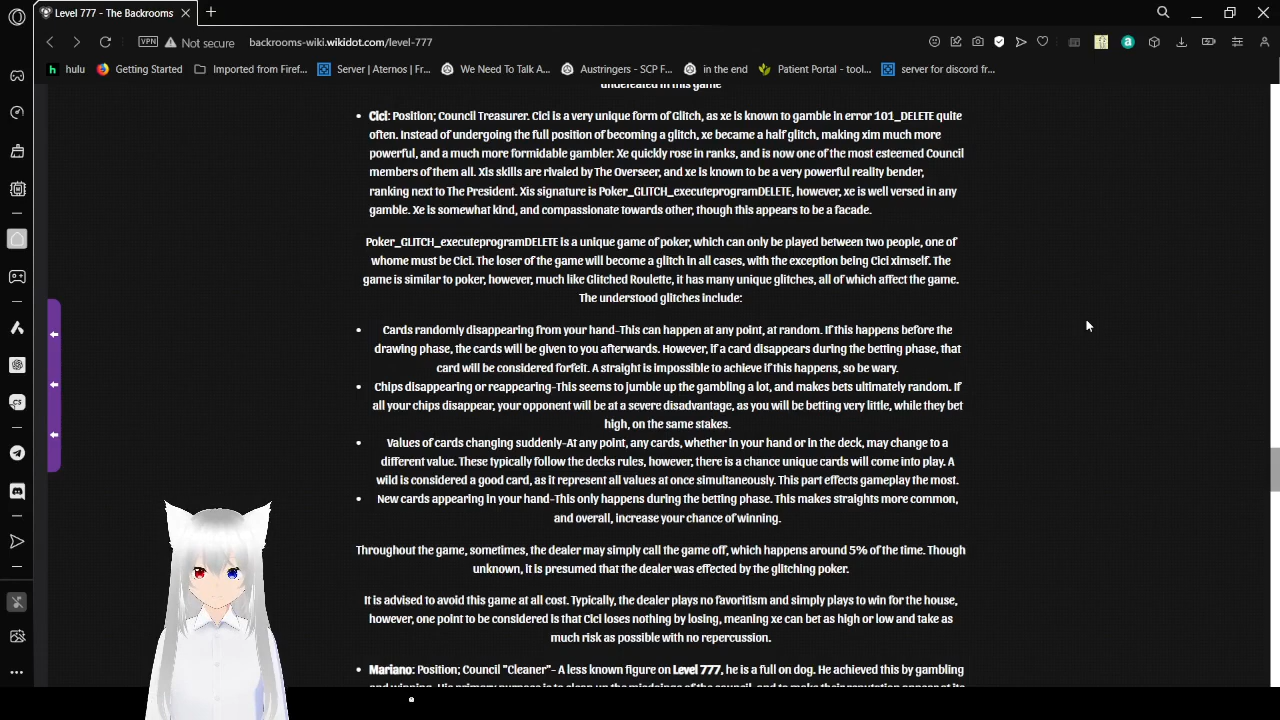 Level 777 - The Backrooms
VPN
Not secure
backrooms-wiki.wikidot.com/level-777
hulu
Getting Started
Imported from Firef...
Server | Aternos | Fr...
We Need To Talk A...
Austringers - SCP F...
in the end
Patient Portal - tool...
server for discord fr...
undefeated in this game
Cici: Position; Council Treasurer. Cici is a very unique form of Glitch, as xe is known to gamble in error 101_DELETE quite
often. Instead of undergoing the full position of becoming a glitch, xe became a half glitch, making xim much more
powerful, and a much more formidable gambler. Xe quickly rose in ranks, and is now one of the most esteemed Council
members of them all. Xis skills are rivaled by The Overseer, and xe is known to be a very powerful reality bender,
ranking next to The President. Xis signature is Poker_GLITCH_executeprogramDELETE, however, xe is well versed in any
gamble. Xe is somewhat kind, and compassionate towards other, though this appears to be a facade.
Poker_GLITCH_executeprogramDELETE is a unique game of poker, which can only be played between two people, one of
whome must be Cici. The loser of the game will become a glitch in all cases, with the exception being Cici ximself. The
game is similar to poker, however, much like Glitched Roulette, it has many unique glitches, all of which affect the game.
The understood glitches include:
Cards randomly disappearing from your hand-This can happen at any point, at random. If this happens before the
drawing phase, the cards will be given to you afterwards. However, if a card disappears during the betting phase, that
card will be considered forfeit. A straight is impossible to achieve if this happens, so be wary.
Chips disappearing or reappearing-This seems to jumble up the gambling a lot, and makes bets ultimately random. If
all your chips disappear, your opponent will be at a severe disadvantage, as you will be betting very little, while they bet
high, on the same stakes.
Values of cards changing suddenly-At any point, any cards, whether in your hand or in the deck, may change to a
different value. These typically follow the decks rules, however, there is a chance unique cards will come into play. A
wild is considered a good card, as it represent all values at once simultaneously. This part effects gameplay the most.
New cards appearing in your hand-This only happens during the betting phase. This makes straights more common,
and overall, increase your chance of winning.
Throughout the game, sometimes, the dealer may simply call the game off, which happens around 5% of the time. Though
unknown, it is presumed that the dealer was effected by the glitching poker.
It is advised to avoid this game at all cost. Typically, the dealer plays no favoritism and simply plays to win for the house,
however, one point to be considered is that Cici loses nothing by losing, meaning xe can bet as high or low and take as
much risk as possible with no repercussion.
Mariano: Position; Council "Cleaner"- A less known figure on Level 777, he is a full on dog. He achieved this by gambling